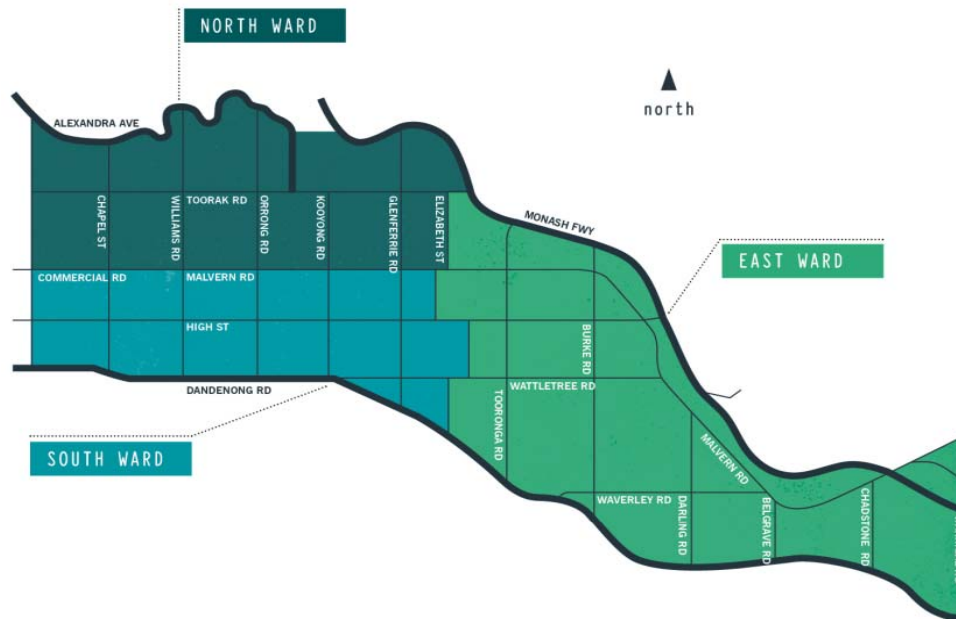 NORTH WARD
north
ALEXANDRA AVE
CHAPEL ST
WILLIAMS RD
TOORAK RD
ORRONG RD
KOOYONG RD
GLENFERRIE RD
ELIZABETH ST
MONASH FWY
EAST WARD
COMMERCIAL RD
MALVERN RD
HIGH ST
BURKE RD
DANDENONG RD
WATTLETREE RD
TOORONGA RD
SOUTH WARD
MALVERN RD
WAVERLEY RD
DARLING RD
BELGRAVE RD
CHADSTONE RD